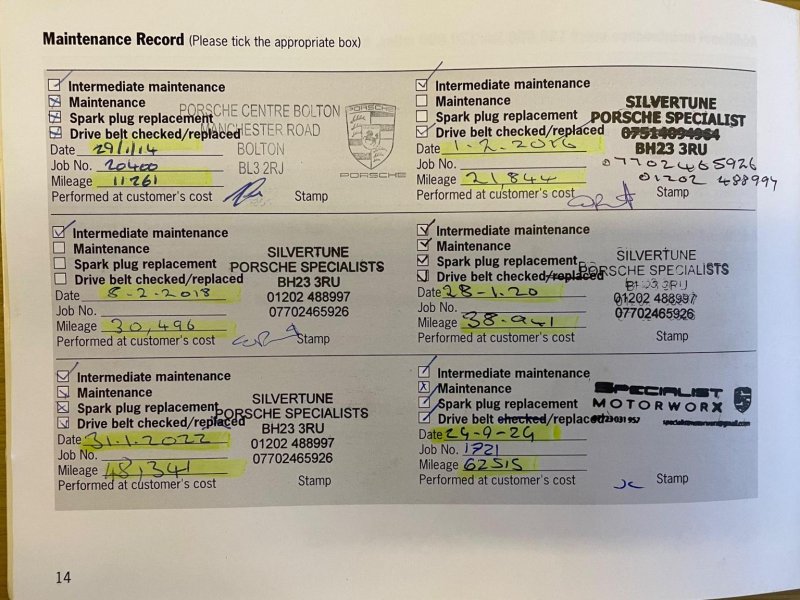 Maintenance Record (Please tick the appropriate box)
Intermediate maintenance
Maintenance
Spark plug replacement
Drive belt checked/replaced
Date 29/1/14
Job No. 20400
Mileage 11261
Performed at customer's cost
Stamp
PORSCHE CENTRE BOLTON
MANCHESTER ROAD
BOLTON
BL3 2RJ
PORSCHE
PORSCHE
Intermediate maintenance
Maintenance
Spark plug replacement
Drive belt checked/replaced
Date 1.2.2016
Job No.
Mileage 21,844
Performed at customer's cost
Stamp
SILVERTUNE
PORSCHE SPECIALIST
BH23 3RU
07702465926
01202 488997
Intermediate maintenance
Maintenance
Spark plug replacement
Drive belt checked/replaced
Date 8-2-2018
Job No.
Mileage 30,496
Performed at customer's cost
Stamp
SILVERTUNE
PORSCHE SPECIALISTS
BH23 3RU
01202 488997
07702465926
Intermediate maintenance
Maintenance
Spark plug replacement
Drive belt checked/replaced
Date 28-1.20
Job No.
Mileage 38-941
Performed at customer's cost
Stamp
SILVERTUNE
PORSCHE SPECIALISTS
BH23 3RU
01202 488997
07702465926
Intermediate maintenance
Maintenance
Spark plug replacement
Drive belt checked/replaced
Date 31.1.2022
Job No.
Mileage 48,341
Performed at customer's cost
Stamp
SILVERTUNE
PORSCHE SPECIALISTS
BH23 3RU
01202 488997
07702465926
Intermediate maintenance
Maintenance
Spark plug replacement
Drive belt checked/replaced
Date 24-9-24
Job No. 1721
Mileage 62515
Performed at customer's cost
Stamp
SPECIALIST
MOTORWORX
14